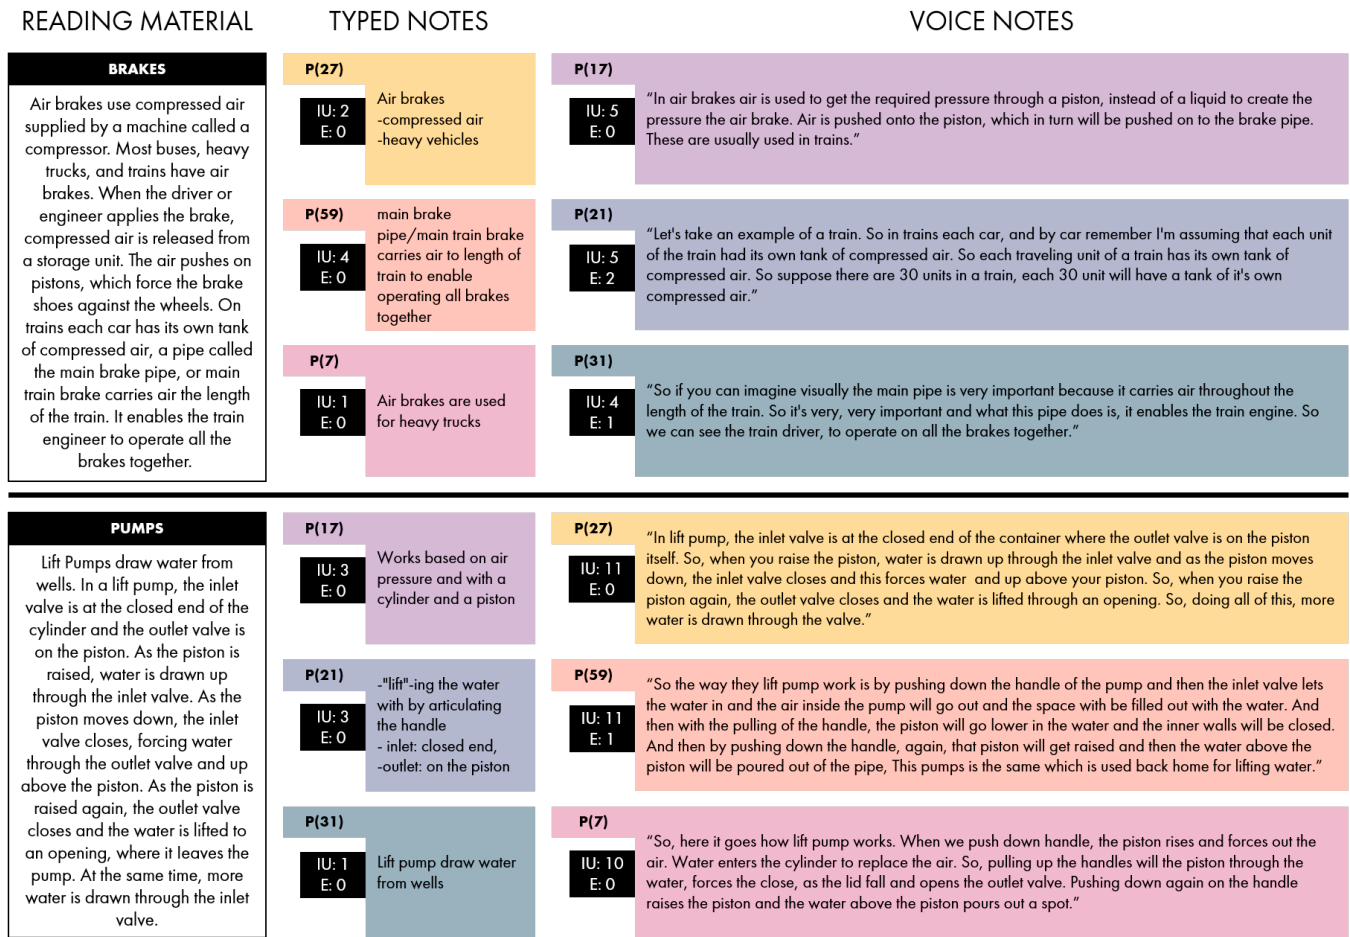 READING MATERIAL
TYPED NOTES
VOICE NOTES
BRAKES
Air brakes use compressed air
supplied by a machine called a
compressor. Most buses, heavy
trucks, and trains have air
brakes. When the driver or
engineer applies the brake,
compressed air is released from
a storage unit. The air pushes on
pistons, which force the brake
shoes against the wheels. On
trains each car has its own tank
of compressed air, a pipe called
the main brake pipe, or main
train brake carries air the length
of the train. It enables the train
engineer to operate all the
brakes together.
P(27)
IU: 2
E: 0
Air brakes
-compressed air
-heavy vehicles
P(17)
IU: 5
E: 0
“In air brakes air is used to get the required pressure through a piston, instead of a liquid to create the
pressure the air brake. Air is pushed onto the piston, which in turn will be pushed on to the brake pipe.
These are usually used in trains.”
P(59)
IU: 4
E: 0
main brake
pipe/main train brake
carries air to length of
train to enable
operating all brakes
together
P(21)
IU: 5
E: 2
“Let's take an example of a train. So in trains each car, and by car remember I'm assuming that each unit
of the train had its own tank of compressed air. So each traveling unit of a train has its own tank of
compressed air. So suppose there are 30 units in a train, each 30 unit will have a tank of it's own
compressed air.”
P(7)
IU: 1
E: 0
Air brakes are used
for heavy trucks
P(31)
IU: 4
E: 1
“So if you can imagine visually the main pipe is very important because it carries air throughout the
length of the train. So it's very, very important and what this pipe does is, it enables the train engine. So
we can see the train driver, to operate on all the brakes together.”
PUMPS
Lift Pumps draw water from
wells. In a lift pump, the inlet
valve is at the closed end of the
cylinder and the outlet valve is
on the piston. As the piston is
raised, water is drawn up
through the inlet valve. As the
piston moves down, the inlet
valve closes, forcing water
through the outlet valve and up
above the piston. As the piston is
raised again, the outlet valve
closes and the water is lifted to
an opening, where it leaves the
pump. At the same time, more
water is drawn through the inlet
valve.
P(17)
IU: 3
E: 0
Works based on air
pressure and with a
cylinder and a piston
P(27)
IU: 11
E: 0
“In lift pump, the inlet valve is at the closed end of the container where the outlet valve is on the piston
itself. So, when you raise the piston, water is drawn up through the inlet valve and as the piston moves
down, the inlet valve closes and this forces water and up above your piston. So, when you raise the
piston again, the outlet valve closes and the water is lifted through an opening. So, doing all of this, more
water is drawn through the valve.”
P(21)
IU: 3
E: 0
-"lift"-ing the water
with by articulating
the handle
- inlet: closed end,
-outlet: on the piston
P(59)
IU: 11
E: 1
“So the way they lift pump work is by pushing down the handle of the pump and then the inlet valve lets
the water in and the air inside the pump will go out and the space with be filled out with the water. And
then with the pulling of the handle, the piston will go lower in the water and the inner walls will be closed.
And then by pushing down the handle, again, that piston will get raised and then the water above the
piston will be poured out of the pipe, This pumps is the same which is used back home for lifting water.”
P(31)
IU: 1
E: 0
Lift pump draw water
from wells
P(7)
IU: 10
E: 0
“So, here it goes how lift pump works. When we push down handle, the piston rises and forces out the
air. Water enters the cylinder to replace the air. So, pulling up the handles will the piston through the
water, forces the close, as the lid fall and opens the outlet valve. Pushing down again on the handle
raises the piston and the water above the piston pours out a spot.”